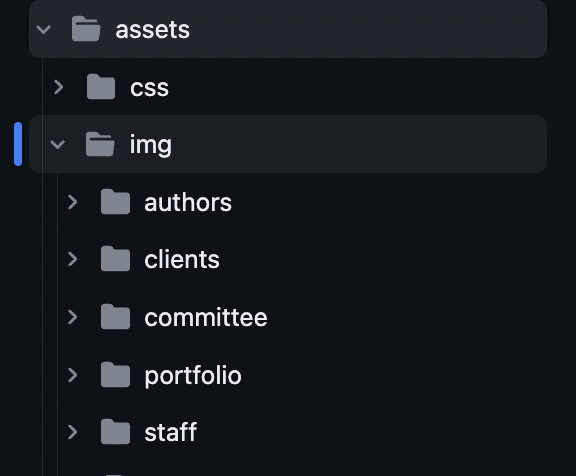 assets
css
img
authors
clients
committee
portfolio
staff